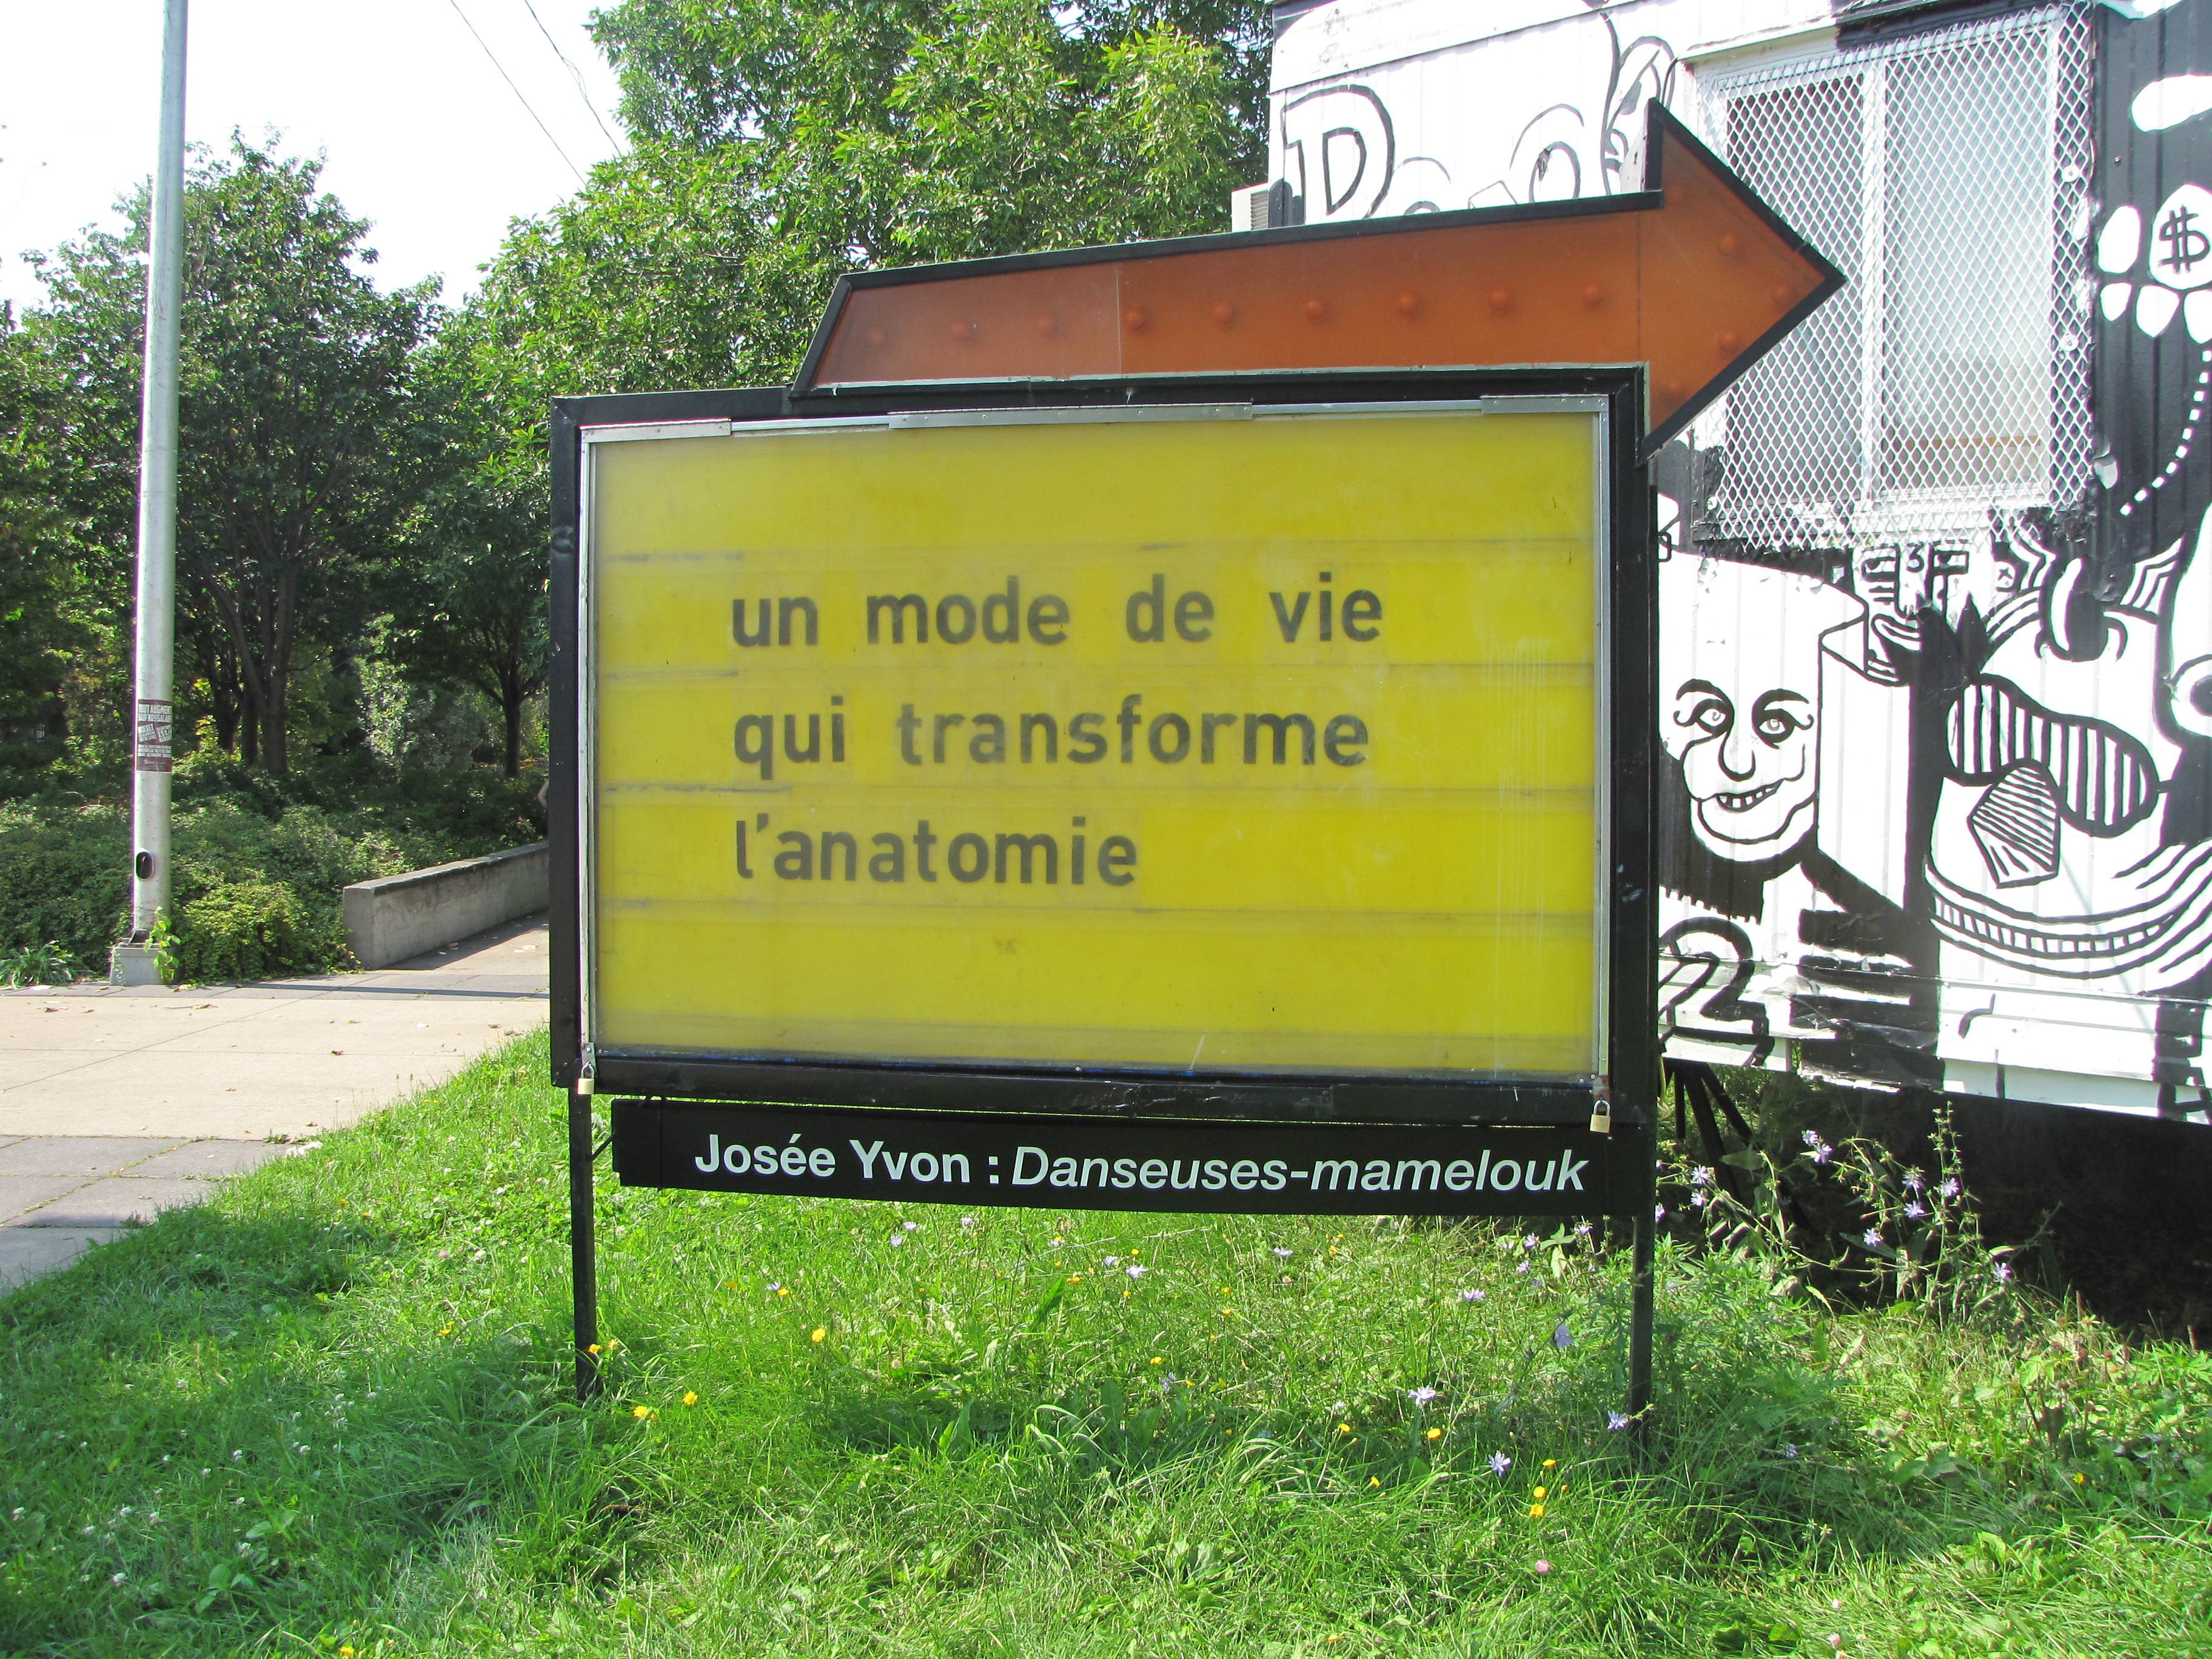 D
$
un mode de vie
qui transforme
l'anatomie
Josée Yvon : Danseuses-mamelouk